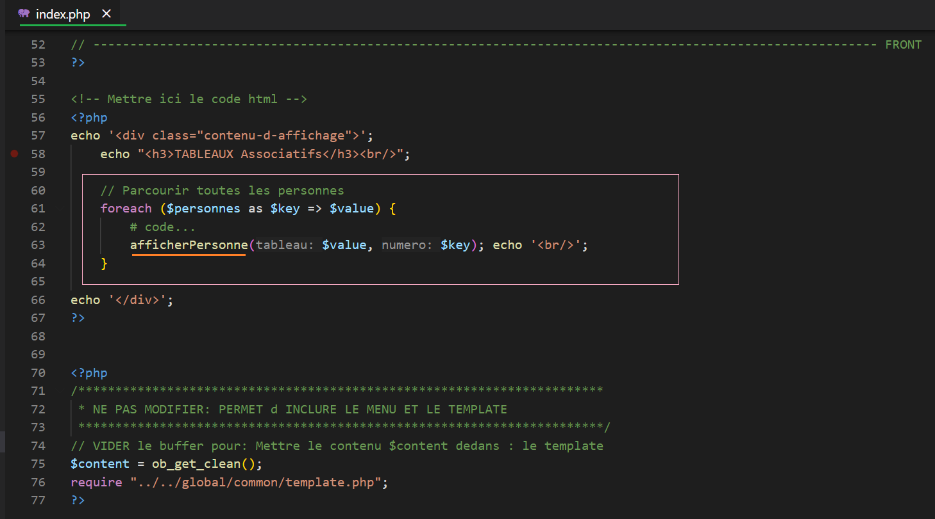 index.php ×
52 // ---------------------------------------------------------------------------------------------------------- FRONT
53 ?>
54
55 <!-- Mettre ici le code html -->
56 <?php
57 echo '<div class="contenu-d-affichage">';
58 echo "<h3>TABLEAUX Associatifs</h3><br/>";
59
60 // Parcourir toutes les personnes
61 foreach ($personnes as $key => $value) {
62 # code...
63 afficherPersonne(tableau: $value, numero: $key); echo '<br/>';
64 }
65
66 echo '</div>';
67 ?>
68
69
70 <?php
71 /***********************************************************************
72 * NE PAS MODIFIER: PERMET d INCLURE LE MENU ET LE TEMPLATE
73 ***********************************************************************/
74 // VIDER le buffer pour: Mettre le contenu $content dedans : le template
75 $content = ob_get_clean();
76 require "../../global/common/template.php";
77 ?>